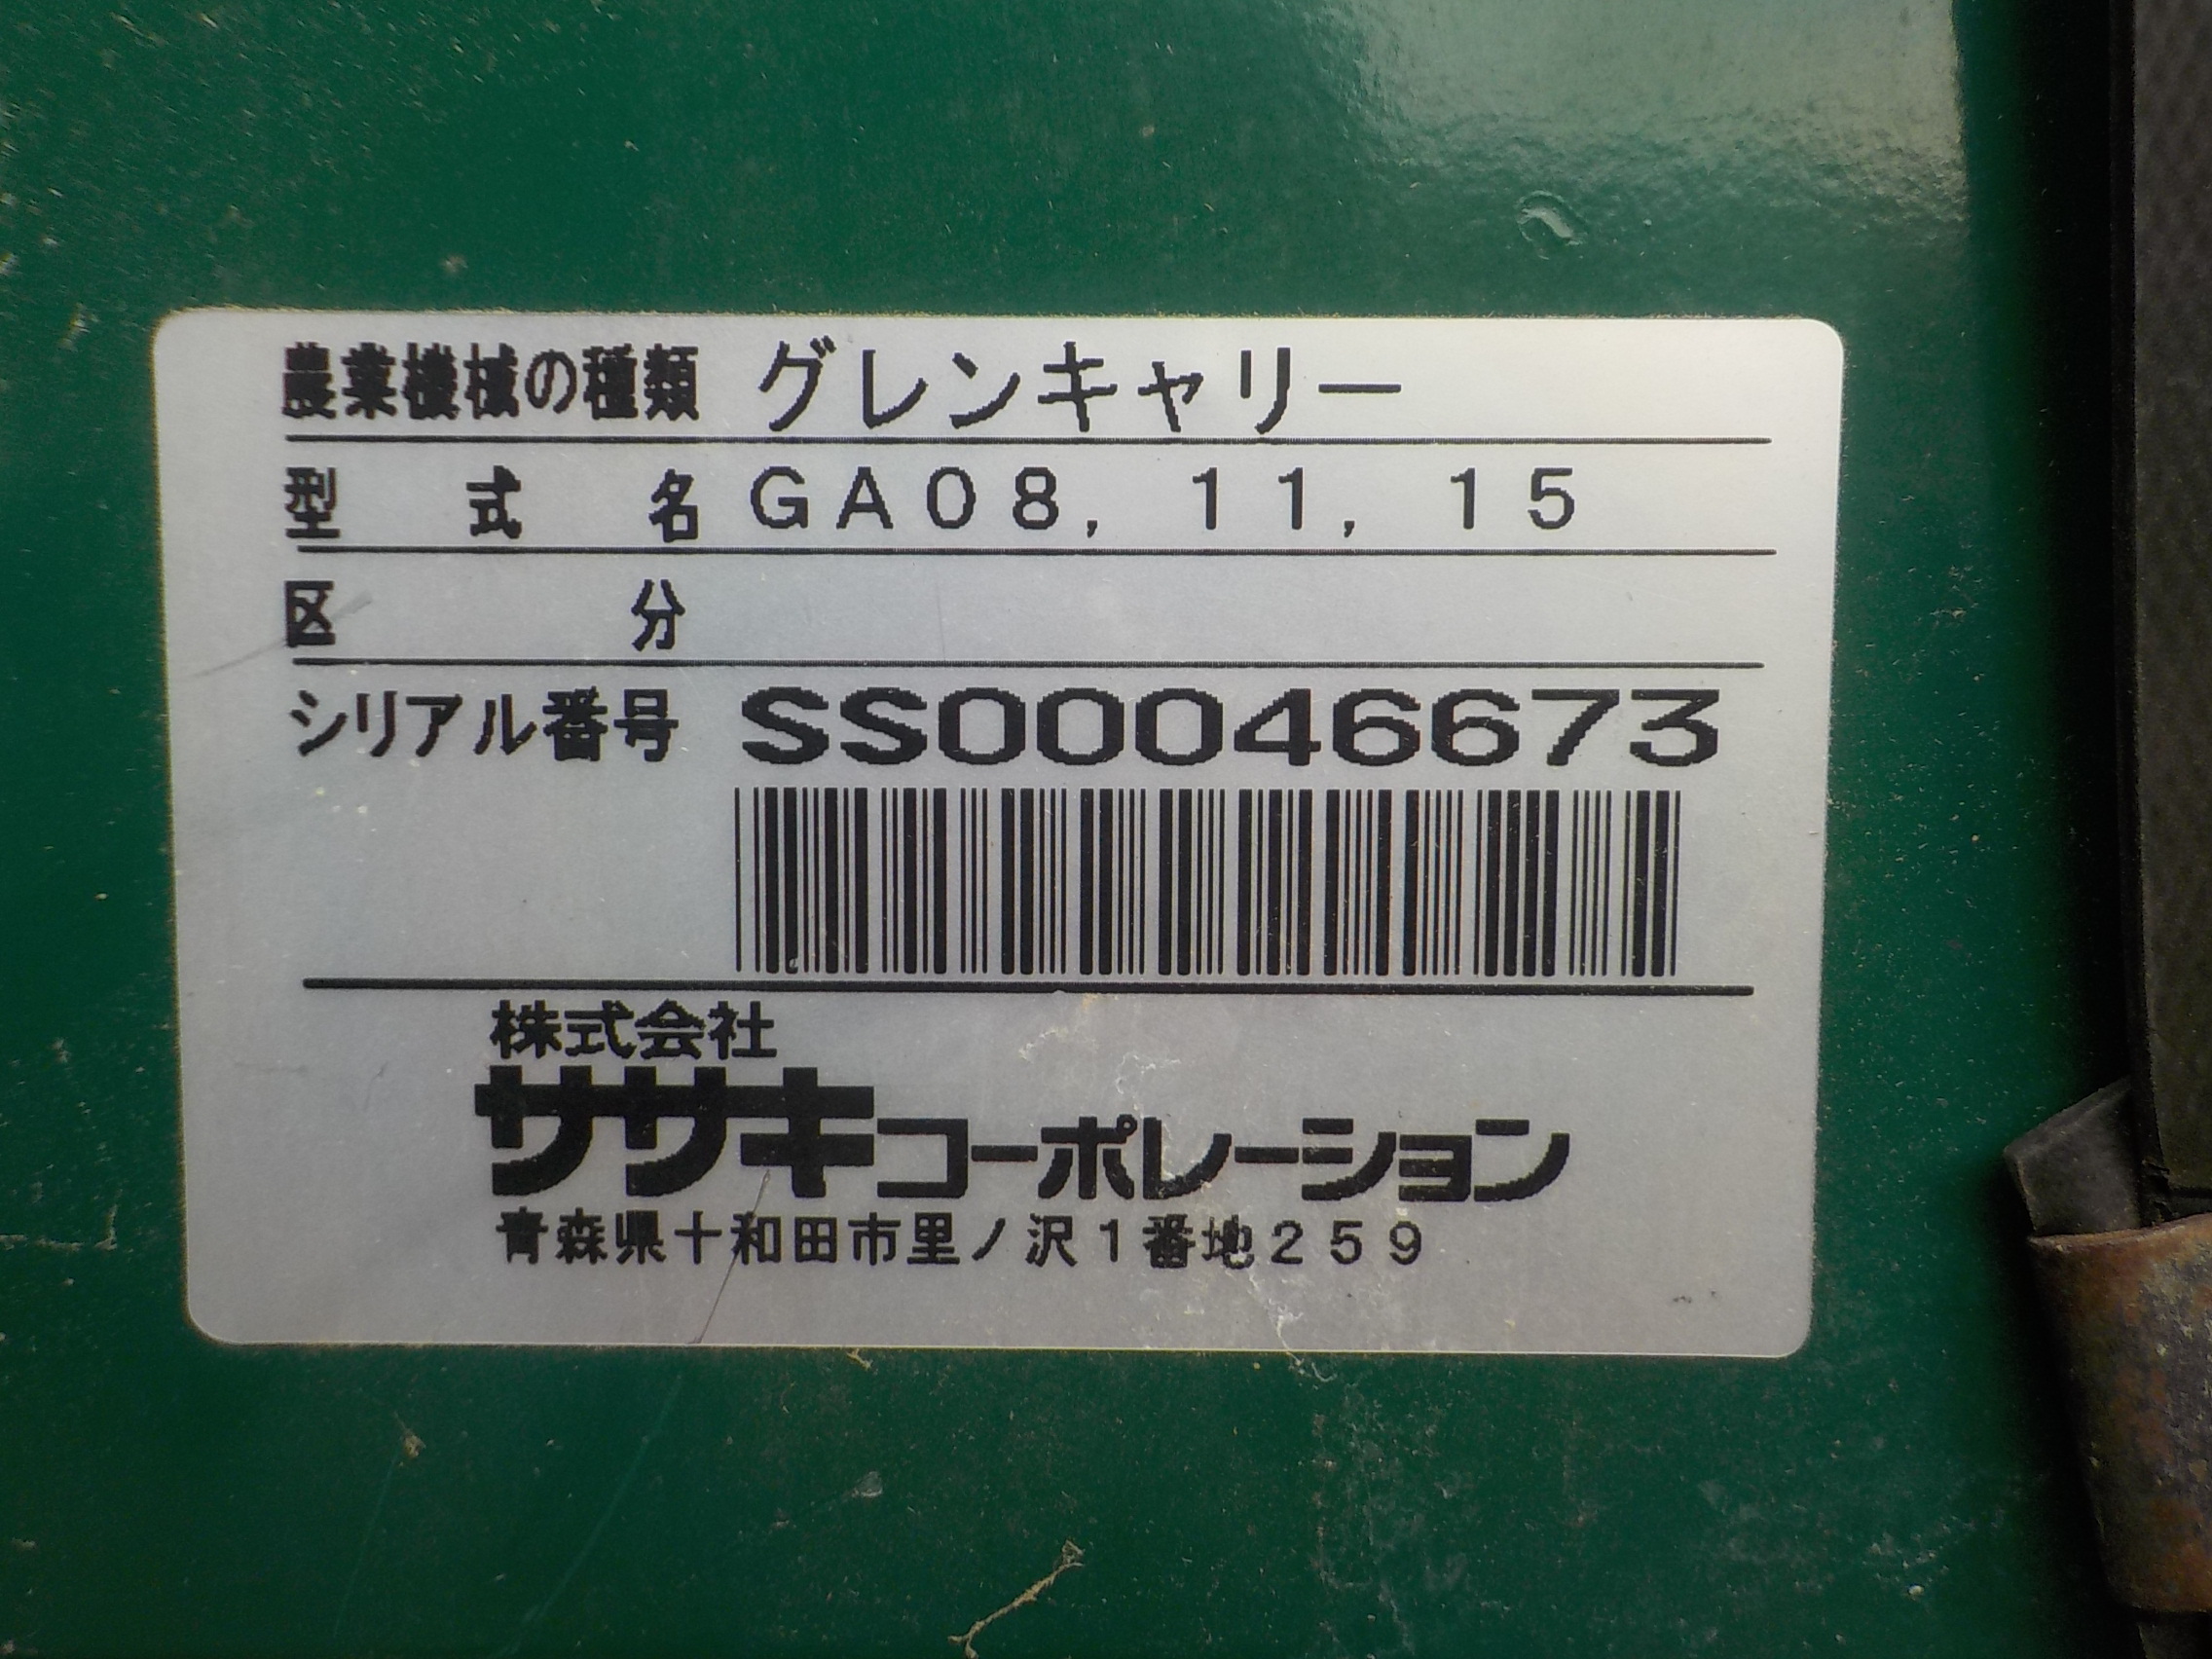 農業機械の種類 グレンキャリー
型式名 GA08, 11, 15
区分
シリアル番号 SS00046673
株式会社
ササキコーポレーション
青森県十和田市里ノ沢1番地259